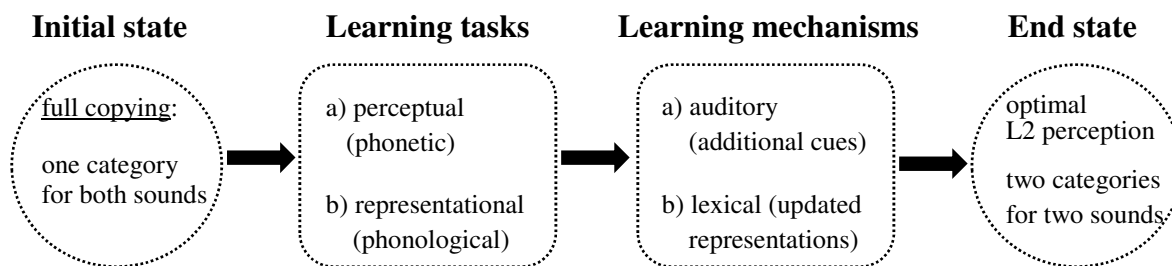 Initial state
full copying:
one category
for both sounds
Learning tasks
a) perceptual
(phonetic)
b) representational
(phonological)
Learning mechanisms
a) auditory
(additional cues)
b) lexical (updated
representations)
End state
optimal
L2 perception
two categories
for two sounds